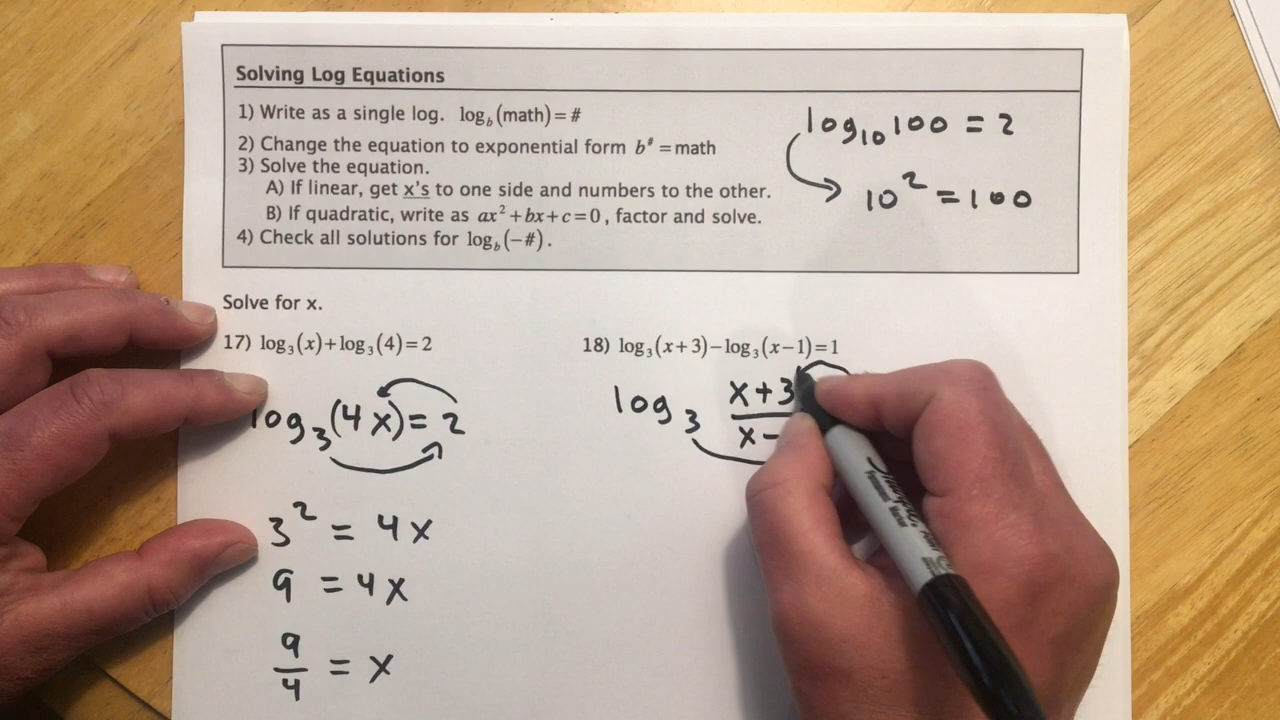 Solving Log Equations
1) Write as a single log. log_b(math)=#
log₁₀100 = 2
2) Change the equation to exponential form b^#=math
3) Solve the equation.
A) If linear, get x's to one side and numbers to the other.
10² = 100
B) If quadratic, write as ax²+bx+c=0, factor and solve.
4) Check all solutions for log_b(−#).
Solve for x.
17) log₃(x)+log₃(4)=2
18) log₃(x+3)−log₃(x−1)=1
log₃(4x)=2
log₃ x+3
x−
3² = 4x
9 = 4x
9/4 = x
Sharpie
Permanent Marker